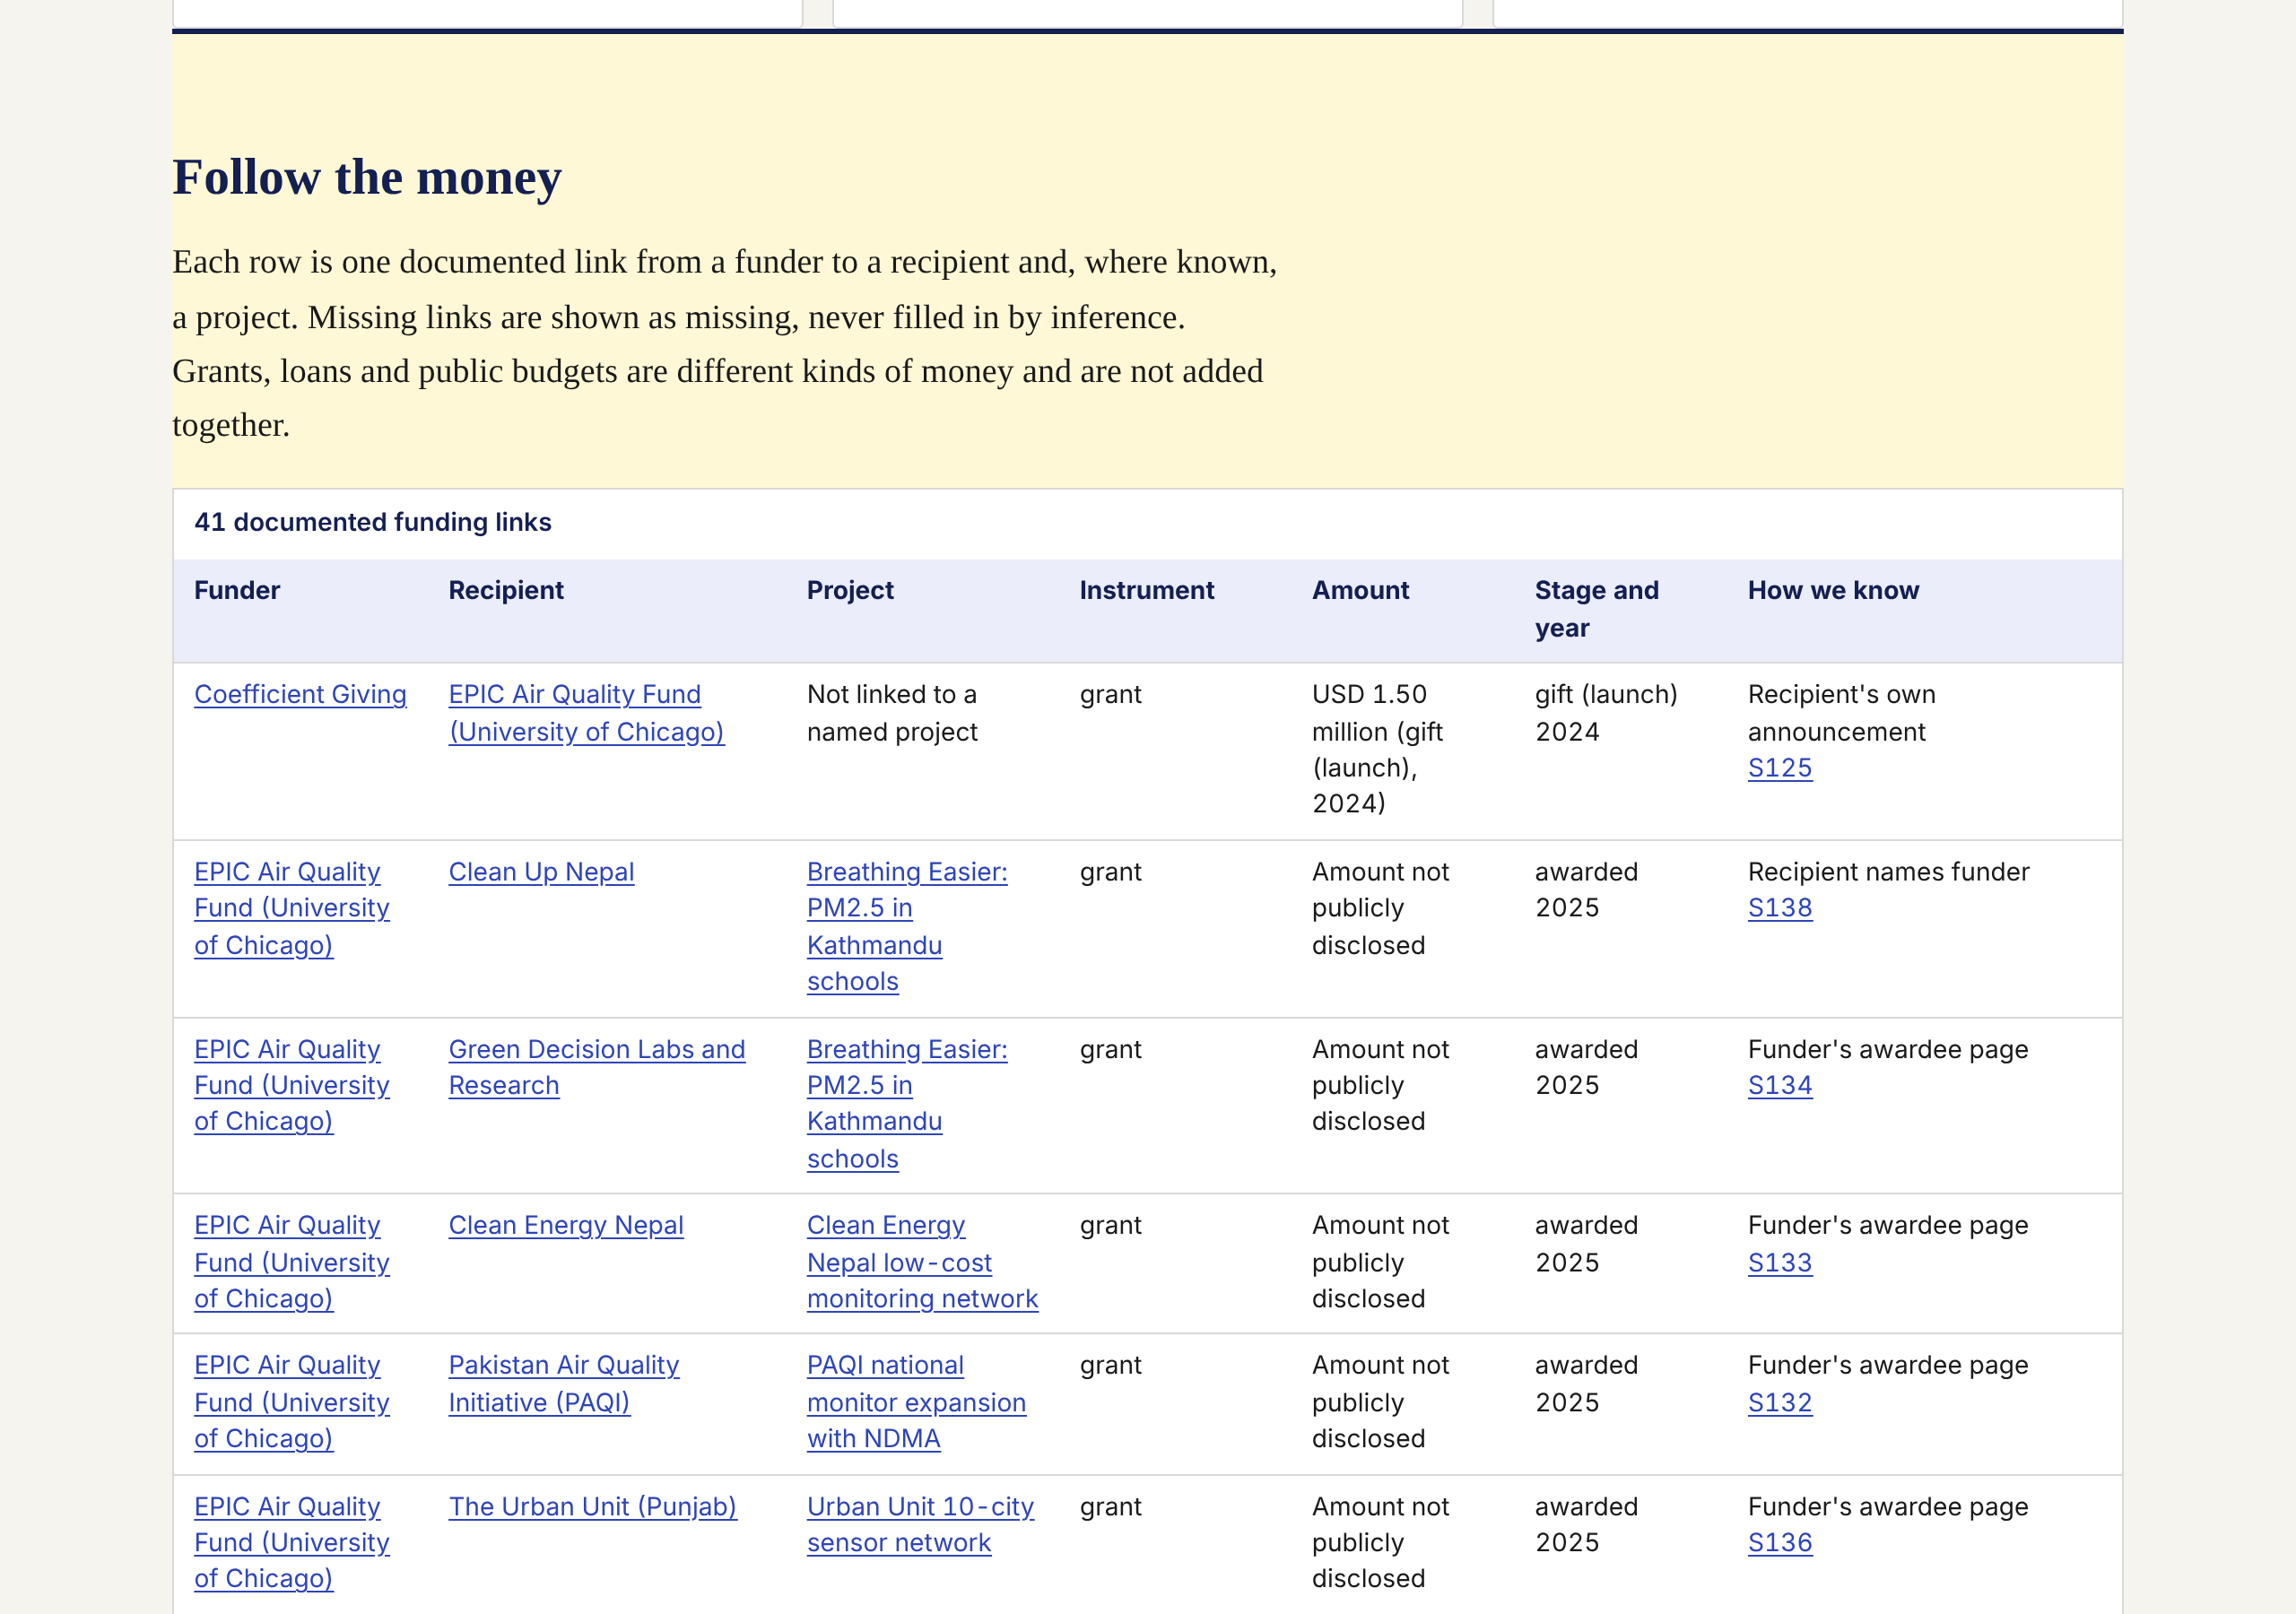 Follow the money
Each row is one documented link from a funder to a recipient and, where known,
a project. Missing links are shown as missing, never filled in by inference.
Grants, loans and public budgets are different kinds of money and are not added
together.
41 documented funding links
Funder Recipient Project Instrument Amount Stage and How we know
year
Coefficient Giving EPIC Air Quality Fund Not linked to a grant USD 1.50 gift (launch) Recipient's own
(University of Chicago) named project million (gift 2024 announcement
(launch), S125
2024)
EPIC Air Quality Clean Up Nepal Breathing Easier: grant Amount not awarded Recipient names funder
Fund (University PM2.5 in publicly 2025 S138
of Chicago) Kathmandu disclosed
schools
EPIC Air Quality Green Decision Labs and Breathing Easier: grant Amount not awarded Funder's awardee page
Fund (University Research PM2.5 in publicly 2025 S134
of Chicago) Kathmandu disclosed
schools
EPIC Air Quality Clean Energy Nepal Clean Energy grant Amount not awarded Funder's awardee page
Fund (University Nepal low-cost publicly 2025 S133
of Chicago) monitoring network disclosed
EPIC Air Quality Pakistan Air Quality PAQI national grant Amount not awarded Funder's awardee page
Fund (University Initiative (PAQI) monitor expansion publicly 2025 S132
of Chicago) with NDMA disclosed
EPIC Air Quality The Urban Unit (Punjab) Urban Unit 10-city grant Amount not awarded Funder's awardee page
Fund (University sensor network publicly 2025 S136
of Chicago) disclosed